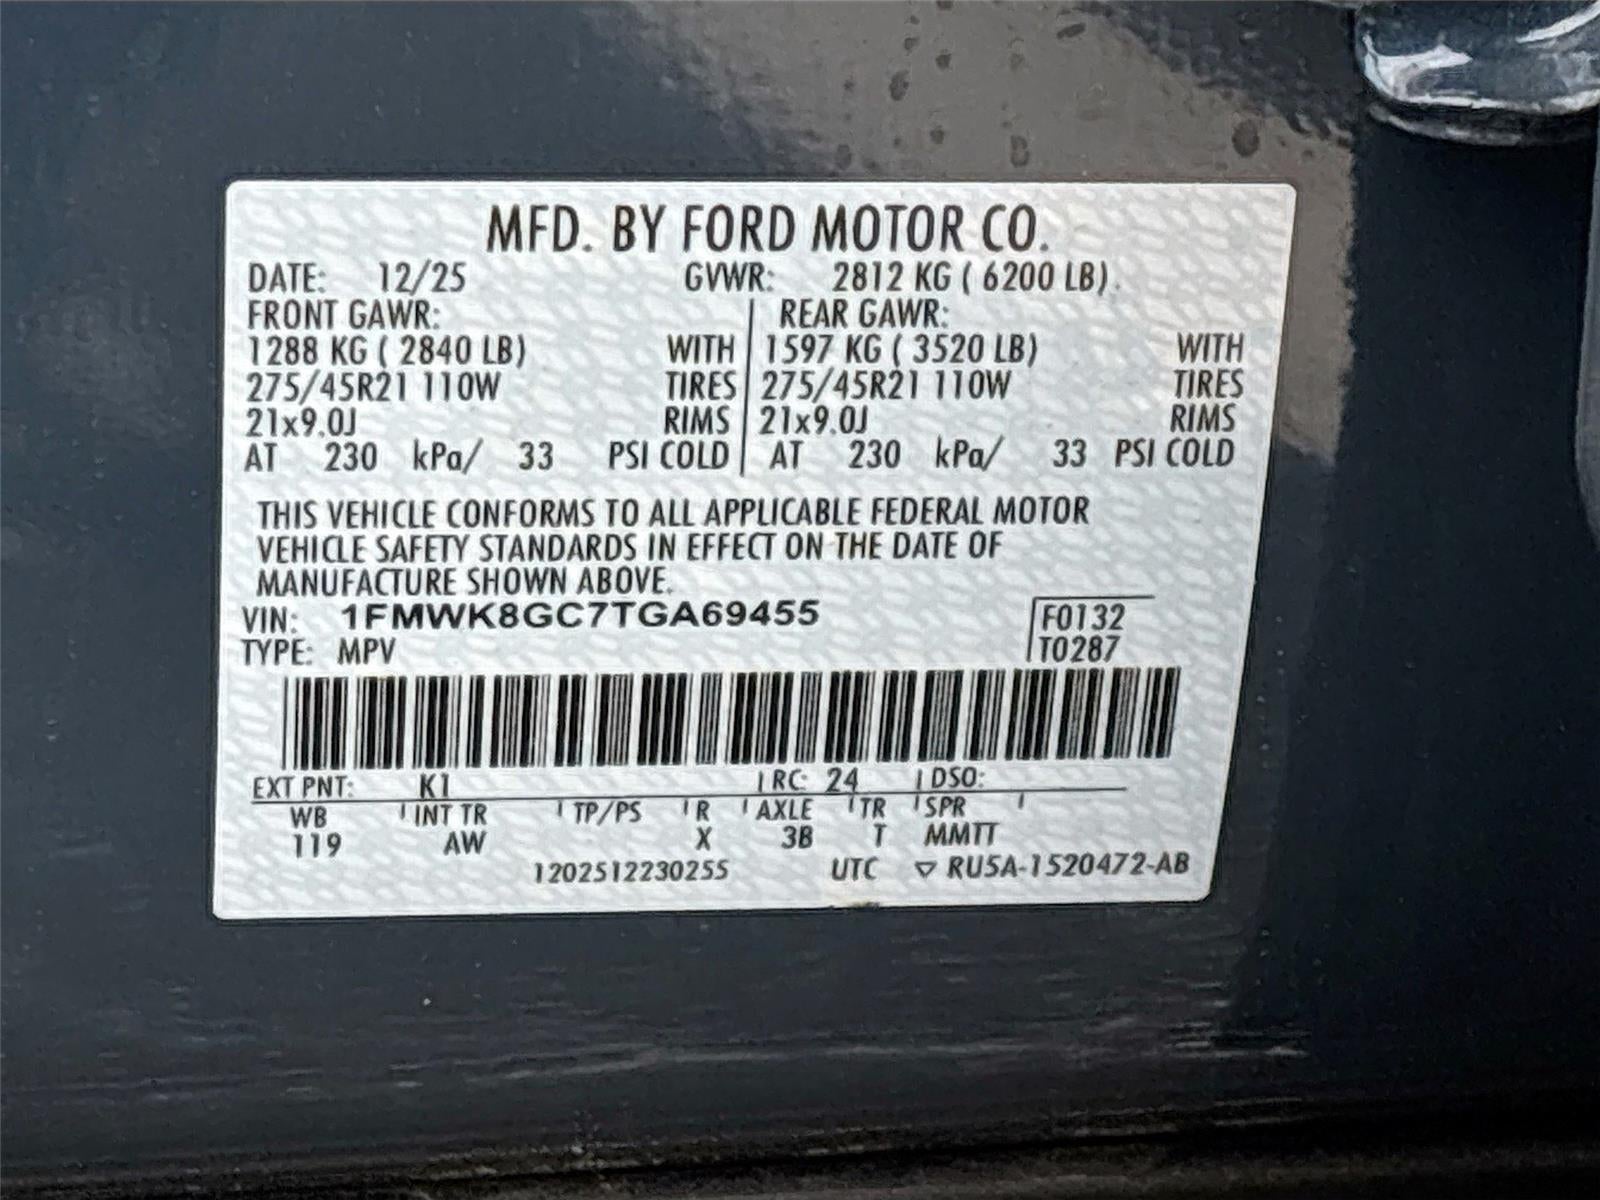 MFD. BY FORD MOTOR CO.
DATE: 12/25 GVWR: 2812 KG ( 6200 LB).
FRONT GAWR: REAR GAWR:
1288 KG ( 2840 LB) WITH 1597 KG ( 3520 LB) WITH
275/45R21 110W TIRES 275/45R21 110W TIRES
21x9.0J RIMS 21x9.0J RIMS
AT 230 kPa/ 33 PSI COLD AT 230 kPa/ 33 PSI COLD
THIS VEHICLE CONFORMS TO ALL APPLICABLE FEDERAL MOTOR
VEHICLE SAFETY STANDARDS IN EFFECT ON THE DATE OF
MANUFACTURE SHOWN ABOVE.
VIN: 1FMWK8GC7TGA69455 F0132
TYPE: MPV T0287
EXT PNT: K1 RC: 24 DSO:
WB INT TR TP/PS R AXLE TR SPR
119 AW X 3B T MMTT
1202512230255 UTC ▽ RU5A-1520472-AB